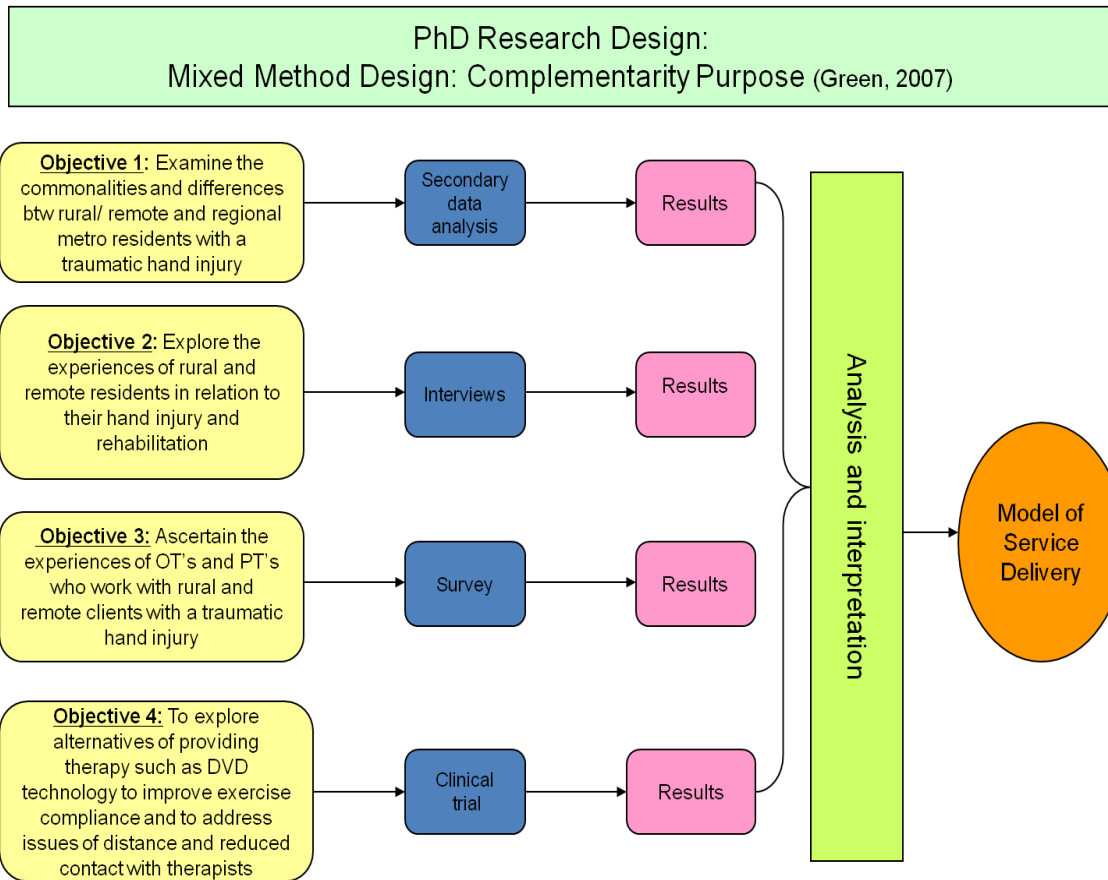 PhD Research Design:
Mixed Method Design: Complementarity Purpose (Green, 2007)
Objective 1: Examine the
commonalities and differences
btw rural/ remote and regional
metro residents with a
traumatic hand injury
Secondary
data
analysis
Results
Objective 2: Explore the
experiences of rural and
remote residents in relation to
their hand injury and
rehabilitation
Interviews
Results
Objective 3: Ascertain the
experiences of OT's and PT's
who work with rural and
remote clients with a traumatic
hand injury
Survey
Results
Objective 4: To explore
alternatives of providing
therapy such as DVD
technology to improve exercise
compliance and to address
issues of distance and reduced
contact with therapists
Clinical
trial
Results
Analysis and interpretation
Model of
Service
Delivery